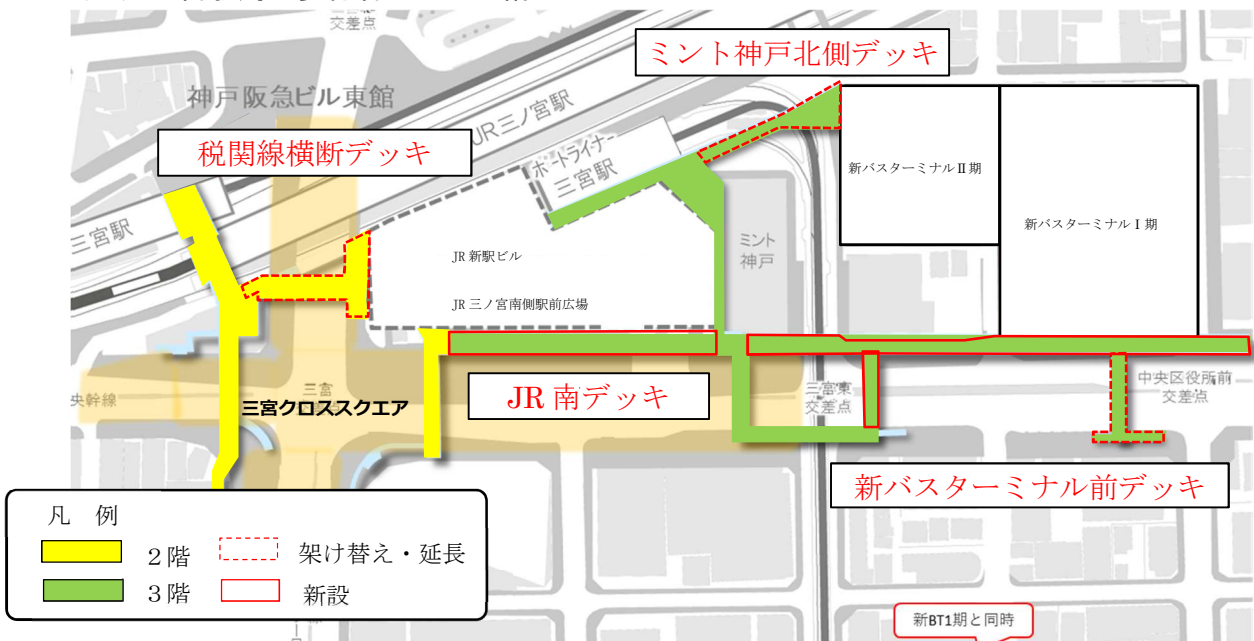 交差点
ミント神戸北側デッキ
神戸阪急ビル東館
JR三ノ宮駅
税関線横断デッキ
ポートライナー
三宮駅
新バスターミナルⅡ期
三宮駅
新バスターミナルⅠ期
ミント
神戸
JR 新駅ビル
JR 三ノ宮南側駅前広場
中央区役所前
交差点
三宮東
交差点
JR 南デッキ
三宮
央幹線
三宮クロススクエア
新バスターミナル前デッキ
凡 例
2階
架け替え・延長
3階
新設
新BT1期と同時